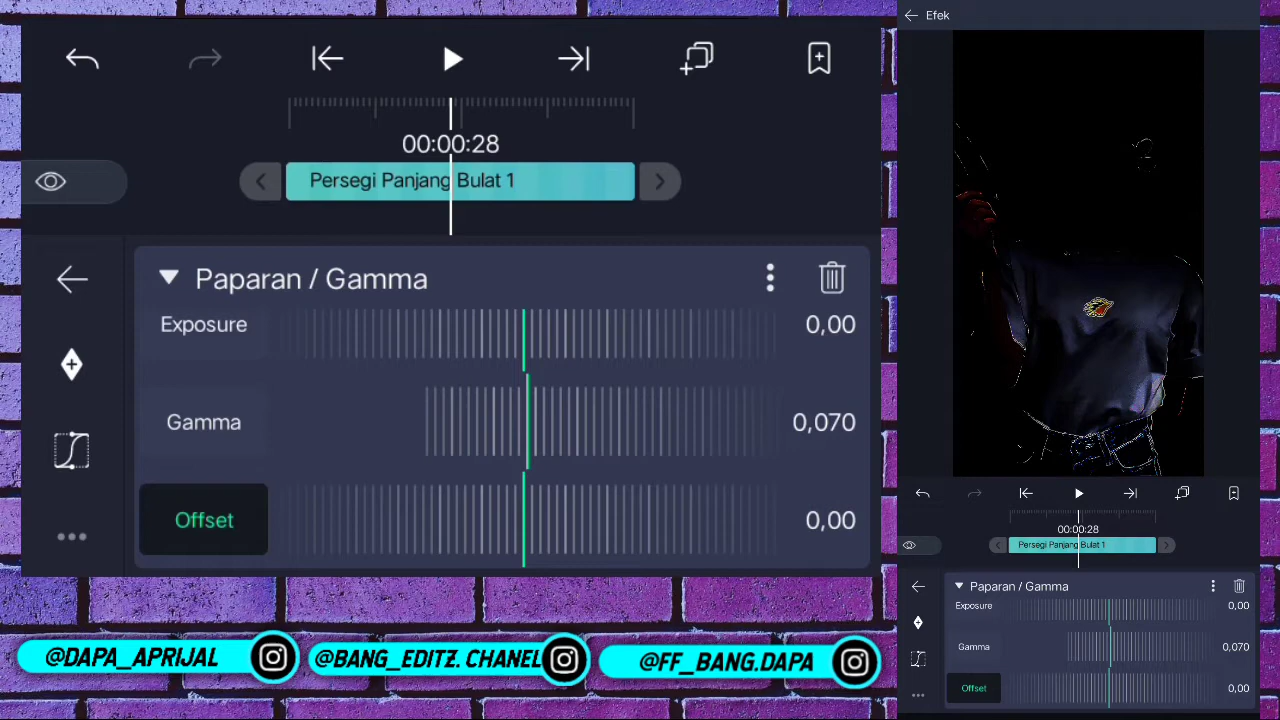 00:00:28
Persegi Panjang Bulat 1
Paparan / Gamma
Exposure 0,00
Gamma 0,070
Offset 0,00
@DAPA_APRIJAL @BANG_EDITZ.CHANEL @FF_BANG.DAPA
Efek
00:00:28
Persegi Panjang Bulat 1
Paparan / Gamma
Exposure 0,00
Gamma 0,070
Offset 0,00